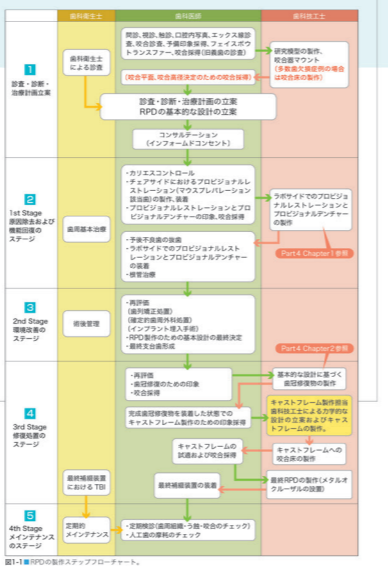 歯科衛生士
歯科医師
歯科技工士
1
診査・診断・
治療計画立案
歯科衛生士
による診査
問診、視診、触診、口腔内写真、エックス線診
査、咬合診査、予備印象採得、フェイスボウ
トランスファー、咬合採得(旧義歯の診査)
(咬合平面、咬合高径決定のための咬合採得)
研究模型の製作、
咬合器マウント
(多数歯欠損症例の場合
は咬合床の製作)
診査・診断・治療計画の立案
RPDの基本的な設計の立案
コンサルテーション
(インフォームドコンセント)
2
1st Stage
原因除去および
機能回復の
ステージ
歯周基本治療
・カリエスコントロール
・チェアサイドにおけるプロビジョナルレ
ストレーション(マウスプレパレーション
該当歯)の製作、装着
・プロビジョナルレストレーションとプロ
ビジョナルデンチャーの印象、咬合採得
ラボサイドでのプロビジョ
ナルレストレーションと
プロビジョナルデンチャー
の製作
・予後不良歯の抜歯
・ラボサイドでのプロビジョナルレスト
レーションとプロビジョナルデンチャー
の装着
・根管治療
Part4 Chapter1参照
3
2nd Stage
環境改善の
ステージ
術後管理
・再評価
(歯列矯正処置)
(確定的歯周外科処置)
(インプラント埋入手術)
・RPD製作のための基本設計の最終決定
・最終支台歯形成
Part4 Chapter2参照
4
3rd Stage
修復処置の
ステージ
・再評価
・歯冠修復のための印象
・咬合採得
基本的な設計に基づく
歯冠修復物の製作
完成歯冠修復物を装着した状態での
キャストフレーム製作のための印象採得
キャストフレーム製作担当
歯科技工士による力学的な
設計の立案およびキャス
トフレームの製作。
キャストフレームの
試適および咬合採得
キャストフレームへの
咬合床の製作
最終補綴装置
における TBI
最終補綴装置の装着
最終RPDの製作(メタルオ
クルーザルの設置)
5
4th Stage
メインテナンス
のステージ
定期的
メインテナンス
・定期検診(歯周組織・う蝕・咬合のチェック)
・人工歯の摩耗のチェック
図1-1■RPDの製作ステップフローチャート。